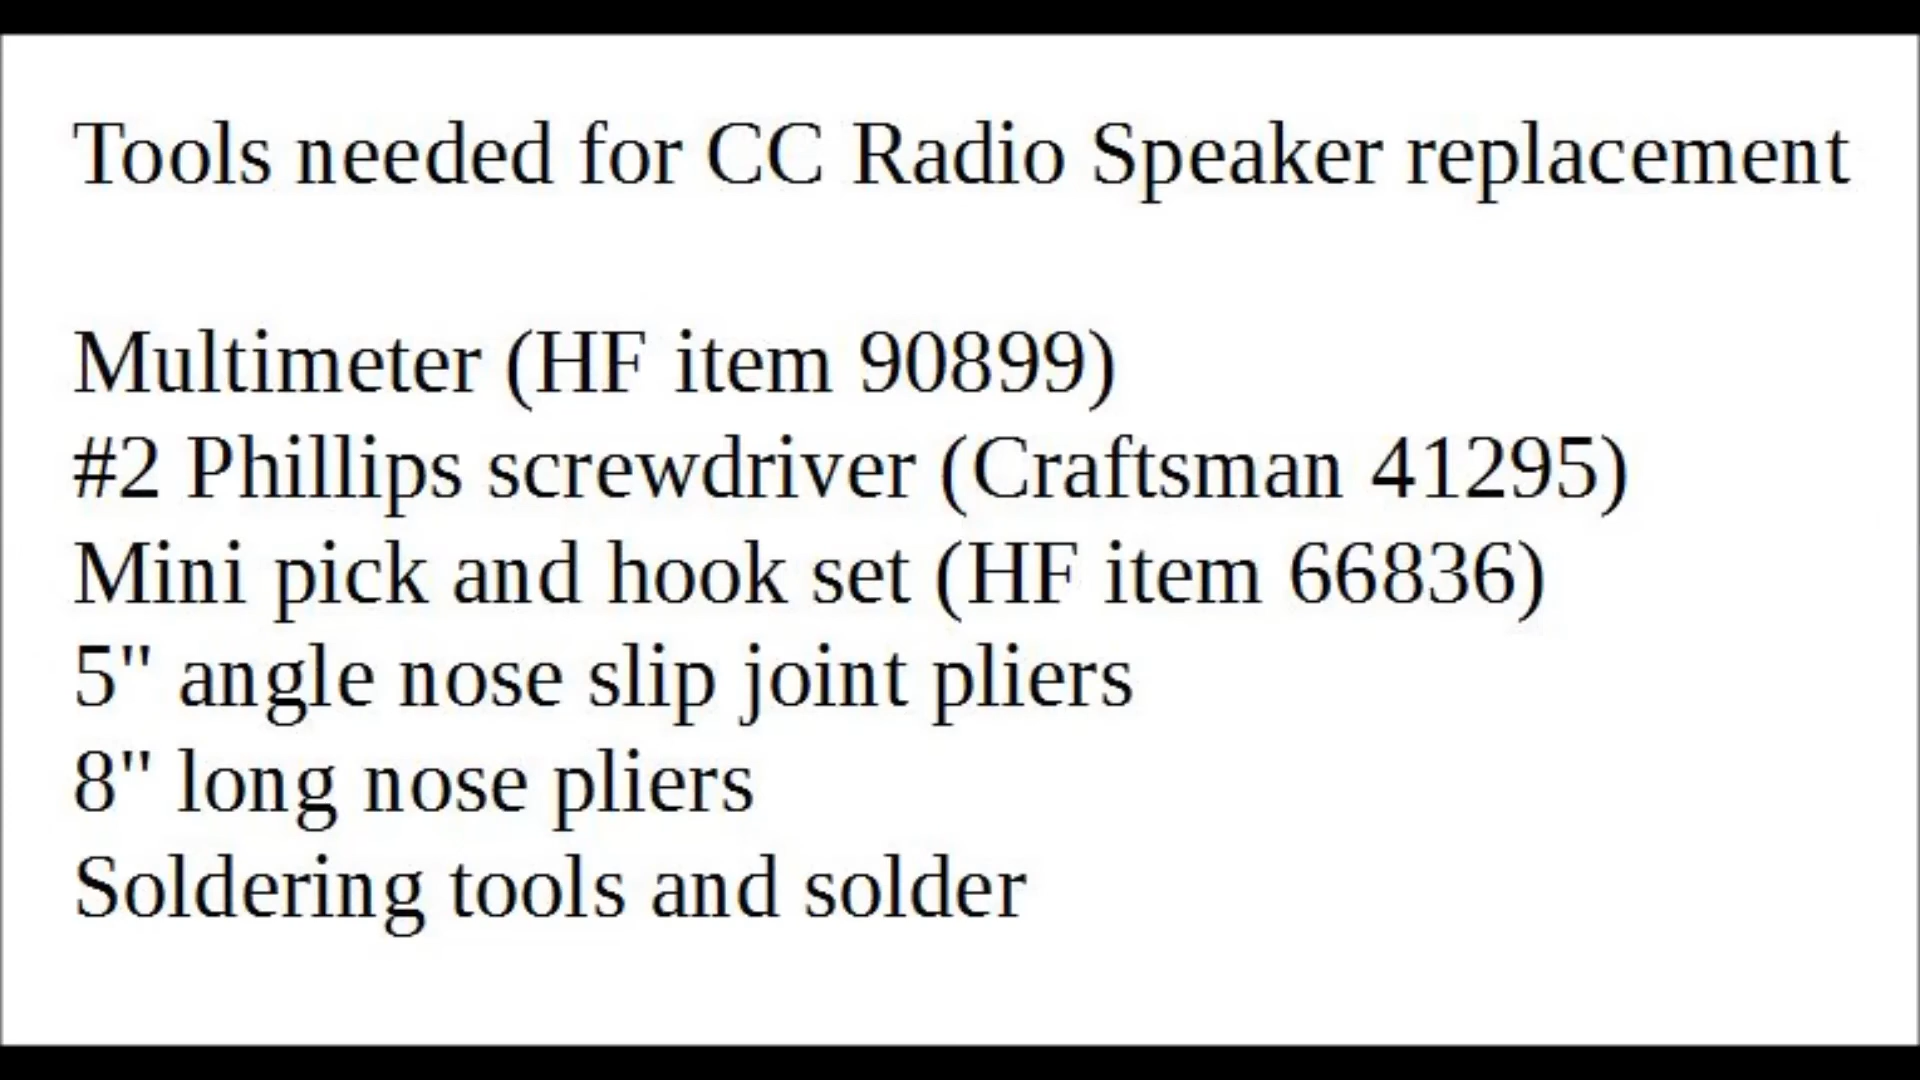 Tools needed for CC Radio Speaker replacement
Multimeter (HF item 90899)
#2 Phillips screwdriver (Craftsman 41295)
Mini pick and hook set (HF item 66836)
5" angle nose slip joint pliers
8" long nose pliers
Soldering tools and solder